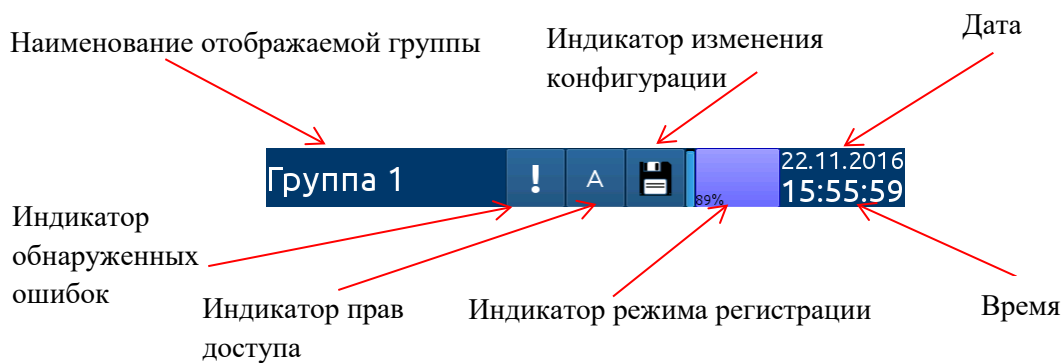 Наименование отображаемой группы
Индикатор изменения
конфигурации
Дата
Группа 1
!
A
89%
22.11.2016
15:55:59
Индикатор
обнаруженных
ошибок
Индикатор прав
доступа
Индикатор режима регистрации
Время